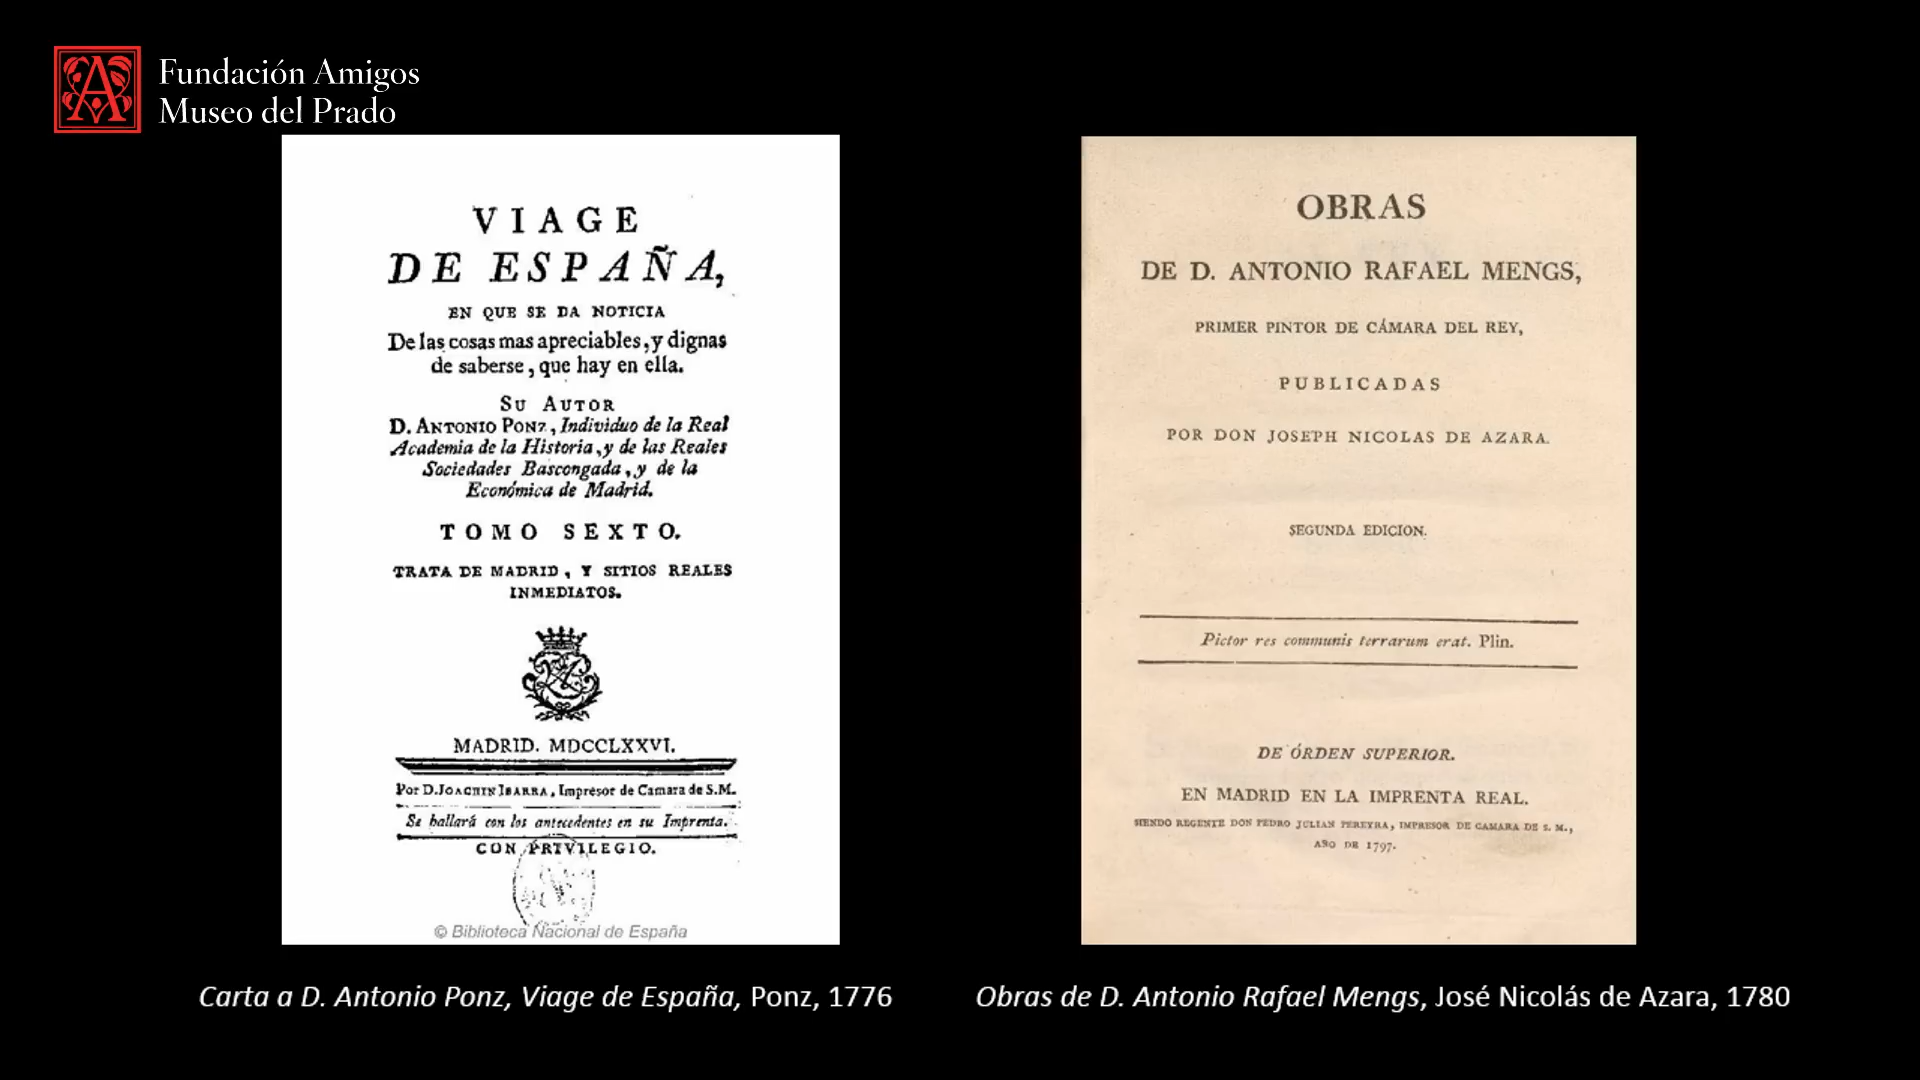 Fundación Amigos
Museo del Prado
VIAGE
DE ESPAÑA,
EN QUE SE DA NOTICIA
De las cosas mas apreciables, y dignas
de saberse, que hay en ella.
SU AUTOR
D. ANTONIO PONZ, Individuo de la Real
Academia de la Historia, y de las Reales
Sociedades Bascongada, y de la
Económica de Madrid.
TOMO SEXTO.
TRATA DE MADRID, Y SITIOS REALES
INMEDIATOS.
MADRID. MDCCLXXVI.
Por D. JOACHIN IBARRA, Impresor de Camara de S.M.
Se hallará con los antecedentes en su Imprenta.
CON PRIVILEGIO.
© Biblioteca Nacional de España
Carta a D. Antonio Ponz, Viage de España, Ponz, 1776
OBRAS
DE D. ANTONIO RAFAEL MENGS,
PRIMER PINTOR DE CÁMARA DEL REY,
PUBLICADAS
POR DON JOSEPH NICOLAS DE AZARA.
SEGUNDA EDICION.
Pictor res communis terrarum erat. Plin.
DE ÓRDEN SUPERIOR.
EN MADRID EN LA IMPRENTA REAL.
SIENDO REGENTE DON PEDRO JULIAN PEREYRA, IMPRESOR DE CAMARA DE S. M.,
AÑO DE 1797.
Obras de D. Antonio Rafael Mengs, José Nicolás de Azara, 1780